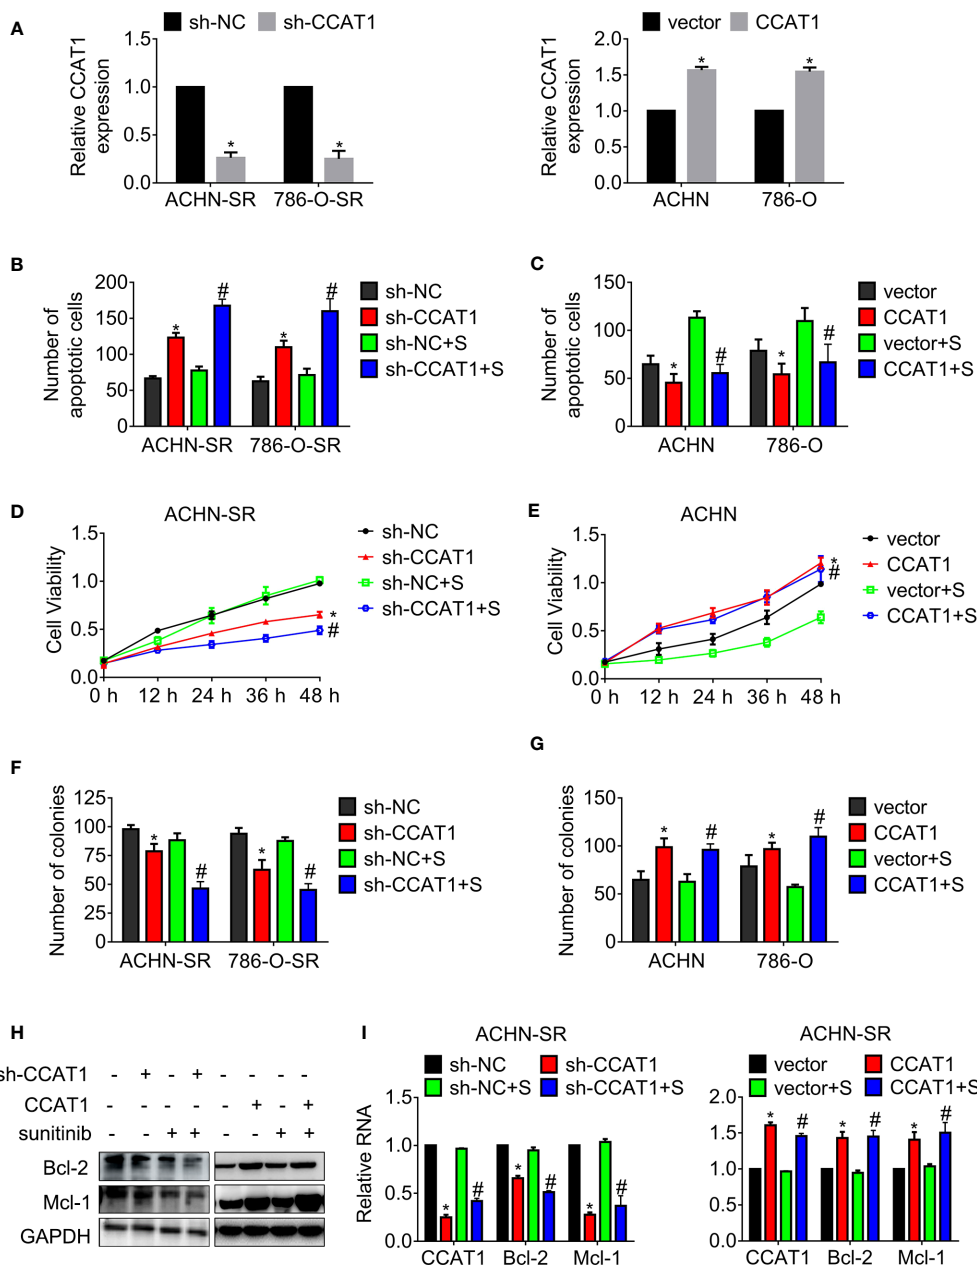 A
sh-NC sh-CCAT1
Relative CCAT1
expression
1.5
1.0
0.5
0.0
ACHN-SR 786-O-SR
*
*
vector CCAT1
Relative CCAT1
expression
2.0
1.5
1.0
0.5
0.0
ACHN 786-O
*
*
B
Number of
apoptotic cells
200
150
100
50
0
* # * #
ACHN-SR 786-O-SR
sh-NC
sh-CCAT1
sh-NC+S
sh-CCAT1+S
C
Number of
apoptotic cells
150
100
50
0
* # * #
ACHN 786-O
vector
CCAT1
vector+S
CCAT1+S
D
ACHN-SR
Cell Viability
1.5
1.0
0.5
0.0
0 h 12 h 24 h 36 h 48 h
*
#
sh-NC
sh-CCAT1
sh-NC+S
sh-CCAT1+S
E
ACHN
Cell Viability
1.5
1.0
0.5
0.0
0 h 12 h 24 h 36 h 48 h
*
#
vector
CCAT1
vector+S
CCAT1+S
F
Number of colonies
125
100
75
50
25
0
* # * #
ACHN-SR 786-O-SR
sh-NC
sh-CCAT1
sh-NC+S
sh-CCAT1+S
G
Number of colonies
150
100
50
0
* # * #
ACHN 786-O
vector
CCAT1
vector+S
CCAT1+S
H
sh-CCAT1 - + - + - - - -
CCAT1 - - - - - + - +
sunitinib - - + + - - + +
Bcl-2
Mcl-1
GAPDH
I
ACHN-SR
sh-NC sh-CCAT1
sh-NC+S sh-CCAT1+S
Relative RNA
1.5
1.0
0.5
0.0
* # * # * #
CCAT1 Bcl-2 Mcl-1
ACHN-SR
vector CCAT1
vector+S CCAT1+S
2.0
1.5
1.0
0.5
0.0
* # * # * #
CCAT1 Bcl-2 Mcl-1